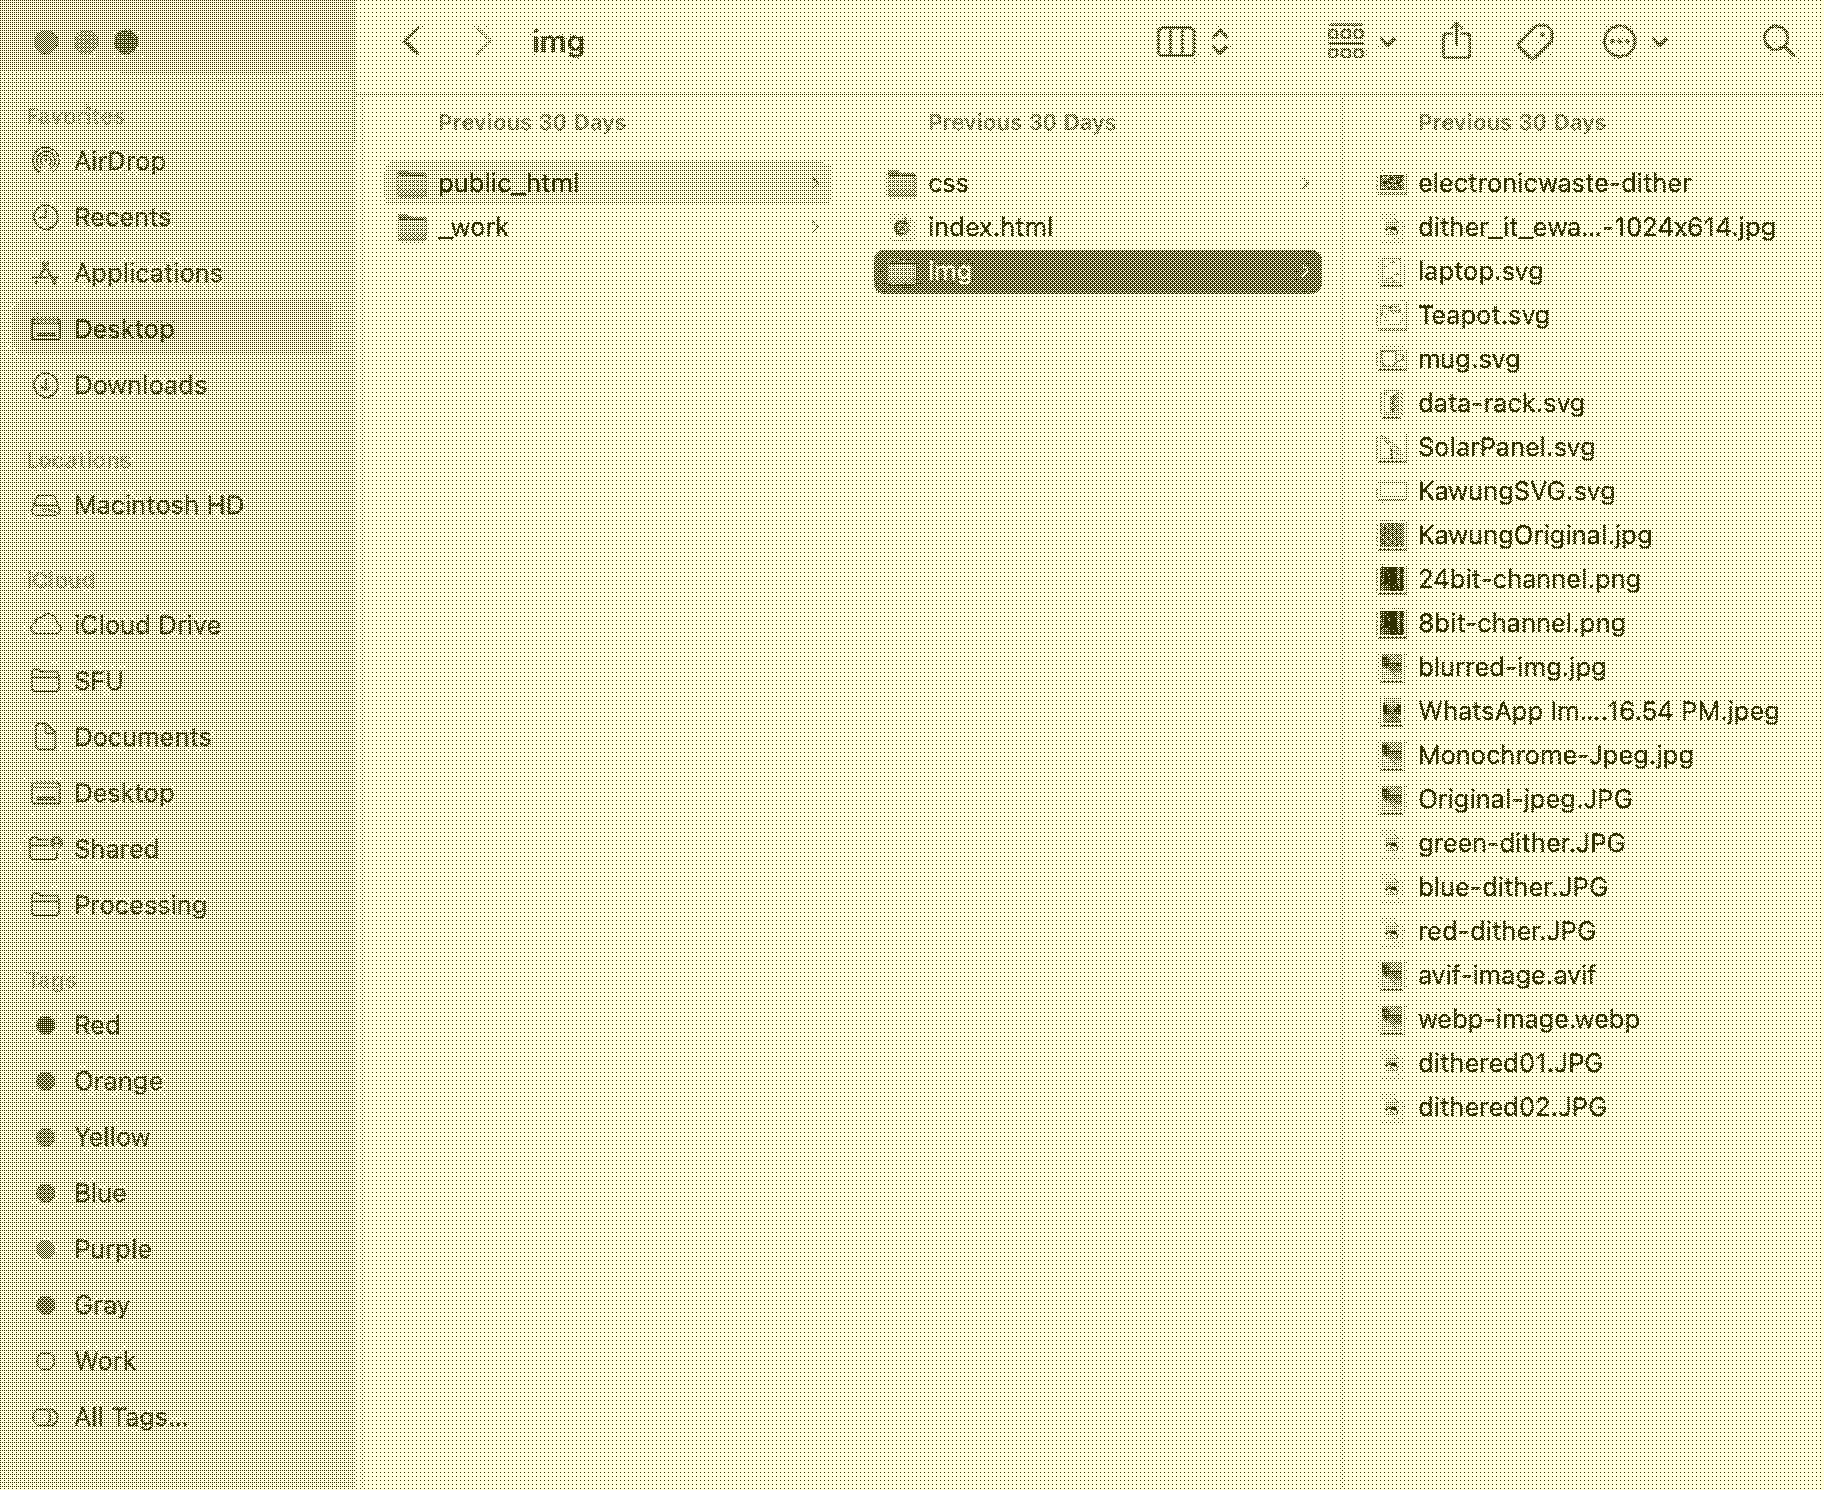 img
Favorites
AirDrop
Recents
Applications
Desktop
Downloads
Locations
Macintosh HD
iCloud
iCloud Drive
SFU
Documents
Desktop
Shared
Processing
Tags
Red
Orange
Yellow
Blue
Purple
Gray
Work
All Tags...
Previous 30 Days
public_html
_work
Previous 30 Days
css
index.html
img
Previous 30 Days
electronicwaste-dither
dither_it_ewa...-1024x614.jpg
laptop.svg
Teapot.svg
mug.svg
data-rack.svg
SolarPanel.svg
KawungSVG.svg
KawungOriginal.jpg
24bit-channel.png
8bit-channel.png
blurred-img.jpg
WhatsApp Im....16.54 PM.jpeg
Monochrome-Jpeg.jpg
Original-jpeg.JPG
green-dither.JPG
blue-dither.JPG
red-dither.JPG
avif-image.avif
webp-image.webp
dithered01.JPG
dithered02.JPG